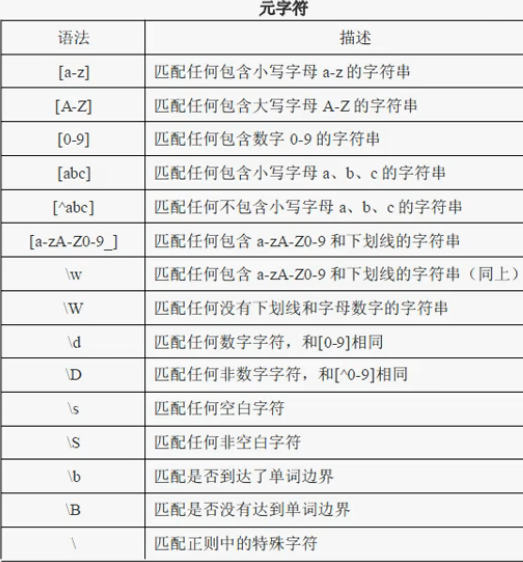 元字符
语法 描述
[a-z] 匹配任何包含小写字母 a-z 的字符串
[A-Z] 匹配任何包含大写字母 A-Z 的字符串
[0-9] 匹配任何包含数字 0-9 的字符串
[abc] 匹配任何包含小写字母 a、b、c 的字符串
[^abc] 匹配任何不包含小写字母 a、b、c 的字符串
[a-zA-Z0-9_] 匹配任何包含 a-zA-Z0-9 和下划线的字符串
\w 匹配任何包含 a-zA-Z0-9 和下划线的字符串（同上）
\W 匹配任何没有下划线和字母数字的字符串
\d 匹配任何数字字符，和[0-9]相同
\D 匹配任何非数字字符，和[^0-9]相同
\s 匹配任何空白字符
\S 匹配任何非空白字符
\b 匹配是否到达了单词边界
\B 匹配是否没有达到单词边界
\ 匹配正则中的特殊字符